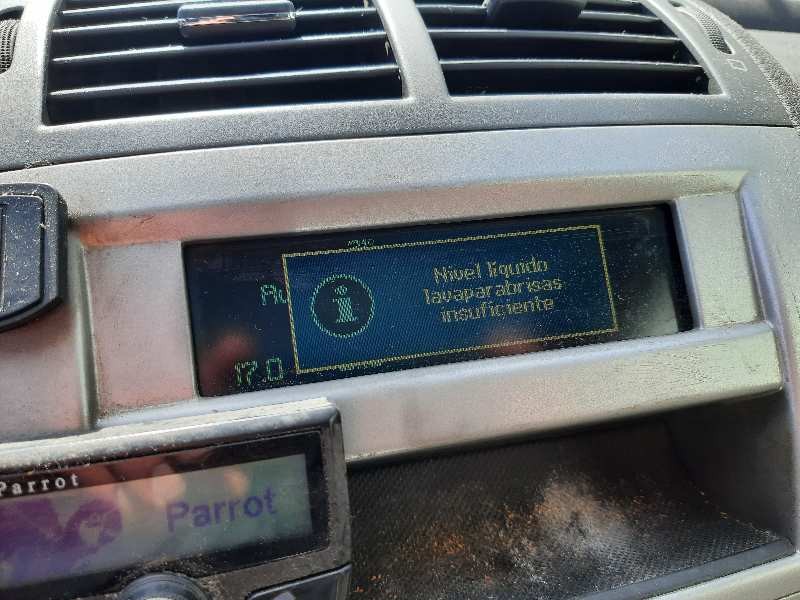 Nivel líquido
lavaparabrisas
insuficiente
17.0
Parrot
Parrot